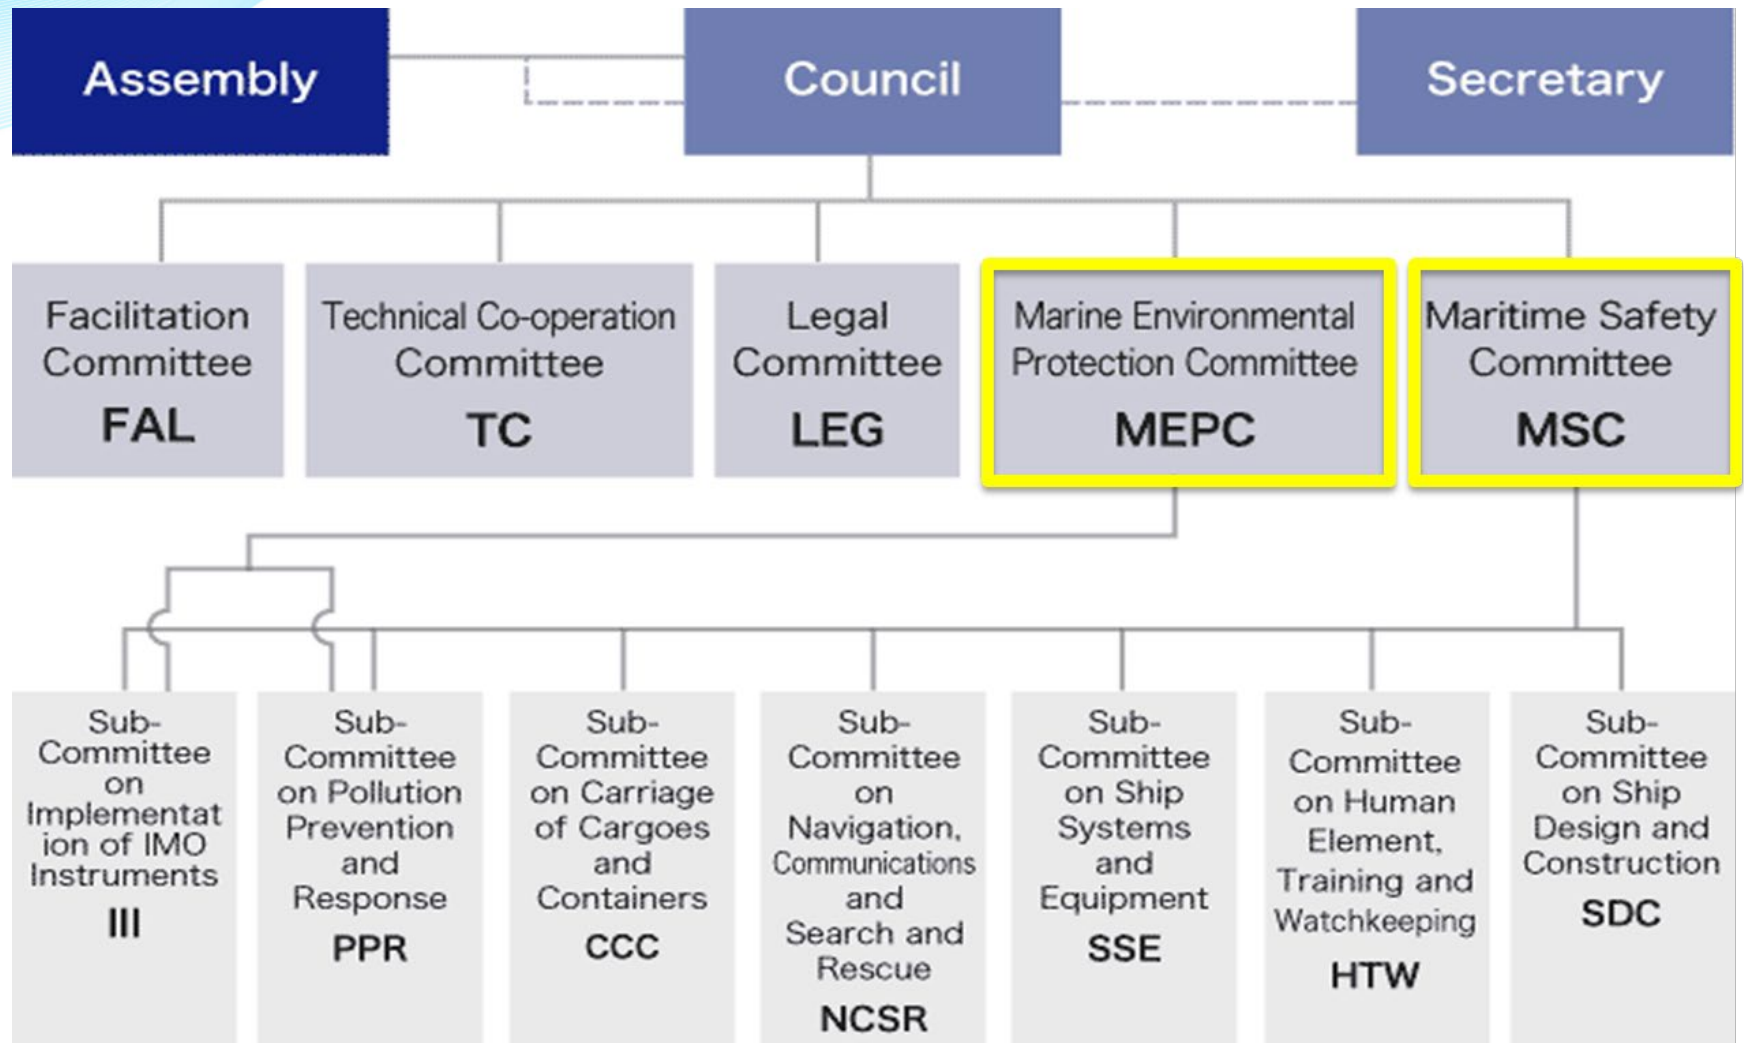 Assembly
Council
Secretary
Facilitation
Committee
FAL
Technical Co-operation
Committee
TC
Legal
Committee
LEG
Marine Environmental
Protection Committee
MEPC
Maritime Safety
Committee
MSC
Sub-
Committee
on
Implementat
ion of IMO
Instruments
III
Sub-
Committee
on Pollution
Prevention
and
Response
PPR
Sub-
Committee
on Carriage
of Cargoes
and
Containers
CCC
Sub-
Committee
on
Navigation,
Communications
and
Search and
Rescue
NCSR
Sub-
Committee
on Ship
Systems
and
Equipment
SSE
Sub-
Committee
on Human
Element,
Training and
Watchkeeping
HTW
Sub-
Committee
on Ship
Design and
Construction
SDC